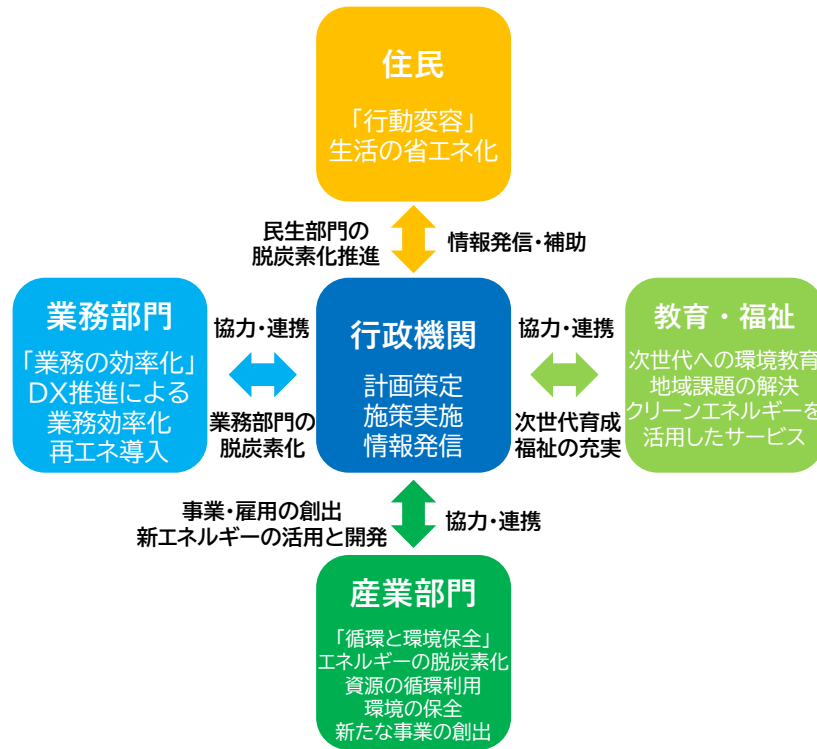 住民
「行動変容」
生活の省エネ化
民生部門の
脱炭素化推進
情報発信・補助
業務部門
「業務の効率化」
DX推進による
業務効率化
再エネ導入
協力・連携
業務部門の
脱炭素化
行政機関
計画策定
施策実施
情報発信
協力・連携
次世代育成
福祉の充実
教育・福祉
次世代への環境教育
地域課題の解決
クリーンエネルギーを
活用したサービス
事業・雇用の創出
新エネルギーの活用と開発
協力・連携
産業部門
「循環と環境保全」
エネルギーの脱炭素化
資源の循環利用
環境の保全
新たな事業の創出